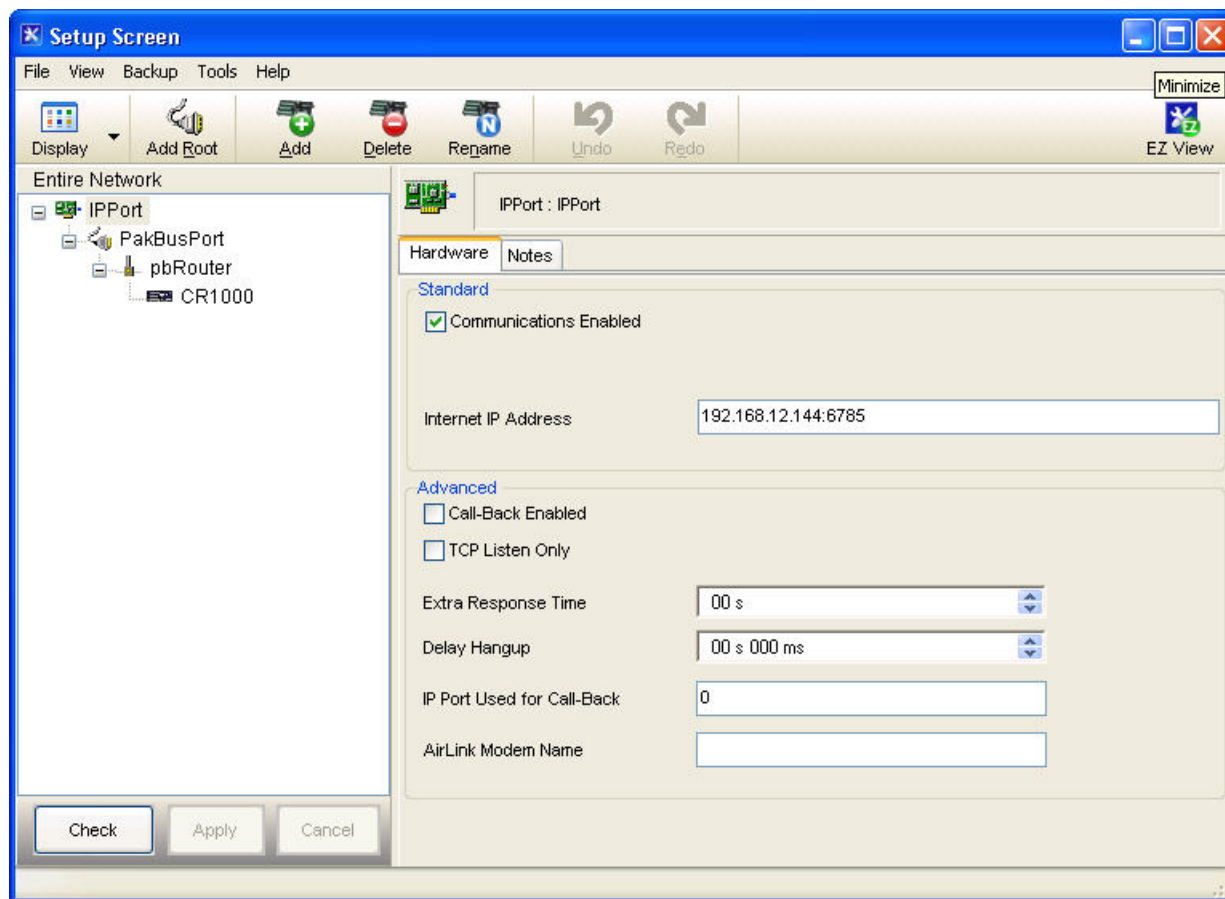 Setup Screen
File View Backup Tools Help
Minimize
Display Add Root Add Delete Rename Undo Redo EZ View
Entire Network
IPPort
PakBusPort
pbRouter
CR1000
IPPort : IPPort
Hardware Notes
Standard
Communications Enabled
Internet IP Address 192.168.12.144:6785
Advanced
Call-Back Enabled
TCP Listen Only
Extra Response Time 00 s
Delay Hangup 00 s 000 ms
IP Port Used for Call-Back 0
AirLink Modem Name
Check Apply Cancel